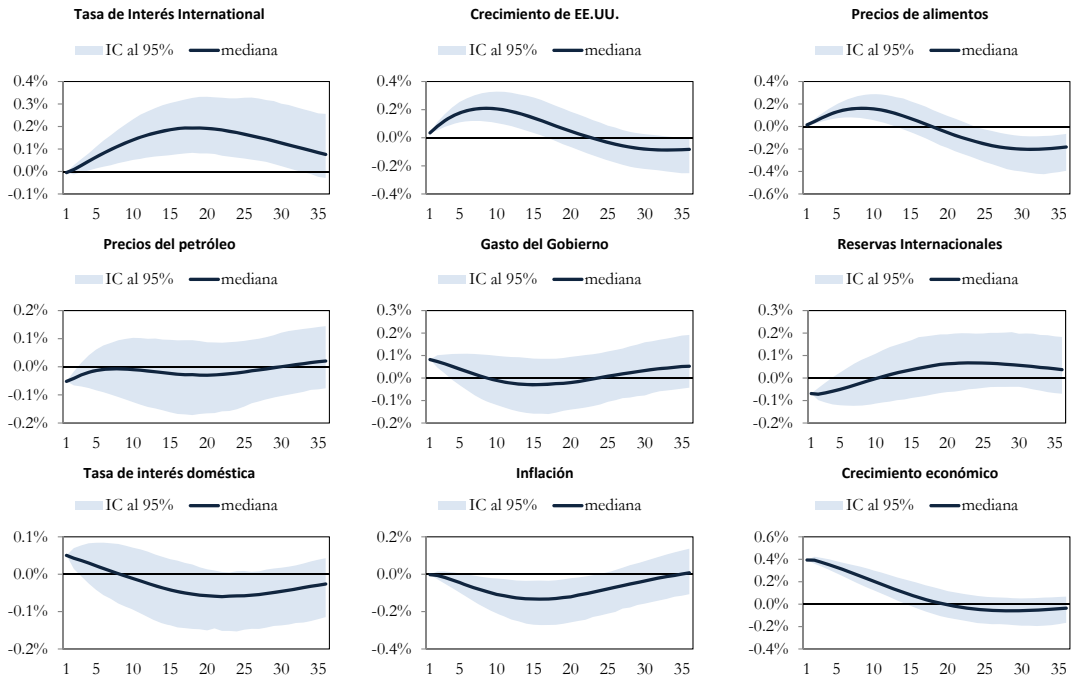 Tasa de Interés International
IC al 95% mediana
0.4%
0.3%
0.2%
0.1%
0.0%
-0.1%
1 5 10 15 20 25 30 35
Crecimiento de EE.UU.
IC al 95% mediana
0.4%
0.2%
0.0%
-0.2%
-0.4%
1 5 10 15 20 25 30 35
Precios de alimentos
IC al 95% mediana
0.4%
0.2%
0.0%
-0.2%
-0.4%
-0.6%
1 5 10 15 20 25 30 35
Precios del petróleo
IC al 95% mediana
0.2%
0.1%
0.0%
-0.1%
-0.2%
1 5 10 15 20 25 30 35
Gasto del Gobierno
IC al 95% mediana
0.3%
0.2%
0.1%
0.0%
-0.1%
-0.2%
1 5 10 15 20 25 30 35
Reservas Internacionales
IC al 95% mediana
0.3%
0.2%
0.1%
0.0%
-0.1%
-0.2%
1 5 10 15 20 25 30 35
Tasa de interés doméstica
IC al 95% mediana
0.1%
0.0%
-0.1%
-0.2%
1 5 10 15 20 25 30 35
Inflación
IC al 95% mediana
0.2%
0.0%
-0.2%
-0.4%
1 5 10 15 20 25 30 35
Crecimiento económico
IC al 95% mediana
0.6%
0.4%
0.2%
0.0%
-0.2%
-0.4%
1 5 10 15 20 25 30 35